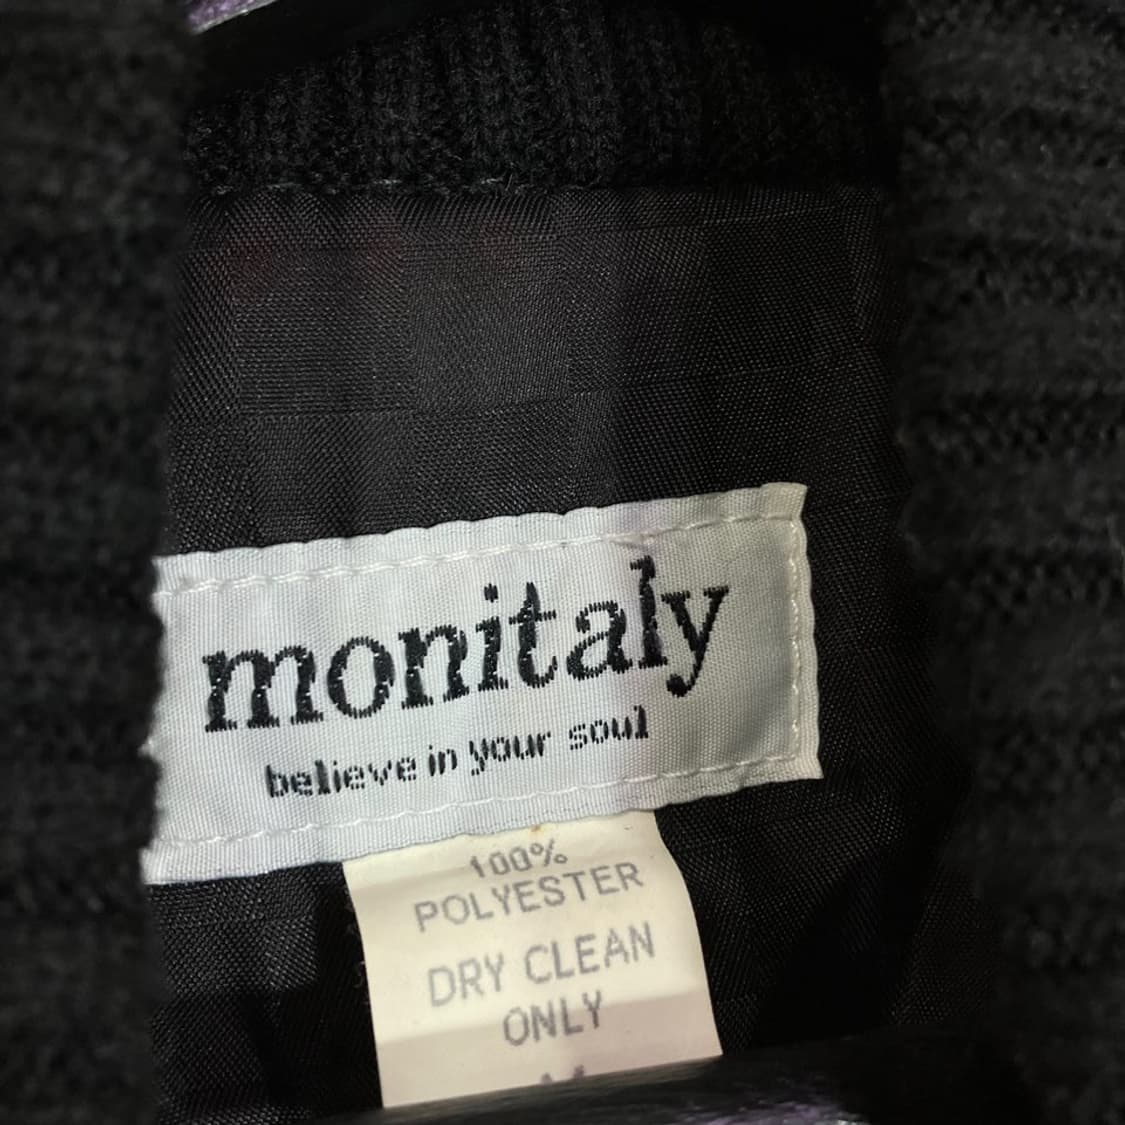 monitaly
believe in your soul
100%
POLYESTER
DRY CLEAN
ONLY